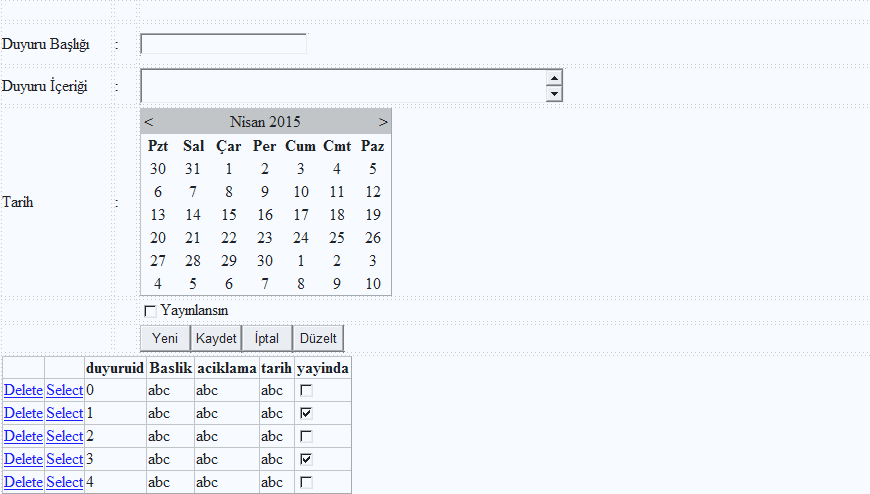 Duyuru Başlığı :
Duyuru İçeriği :
< Nisan 2015 >
Pzt Sal Çar Per Cum Cmt Paz
30 31 1 2 3 4 5
6 7 8 9 10 11 12
Tarih :
13 14 15 16 17 18 19
20 21 22 23 24 25 26
27 28 29 30 1 2 3
4 5 6 7 8 9 10
Yayınlansın
Yeni Kaydet İptal Düzelt
duyuruid Baslik aciklama tarih yayinda
Delete Select 0 abc abc abc
Delete Select 1 abc abc abc
Delete Select 2 abc abc abc
Delete Select 3 abc abc abc
Delete Select 4 abc abc abc